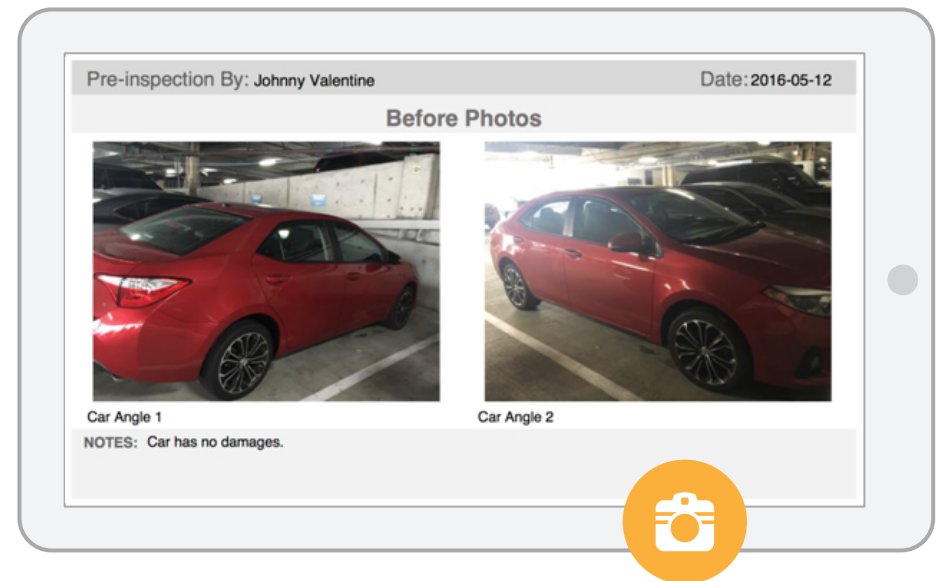 Pre-inspection By: Johnny Valentine Date: 2016-05-12
Before Photos
Car Angle 1 Car Angle 2
NOTES: Car has no damages.